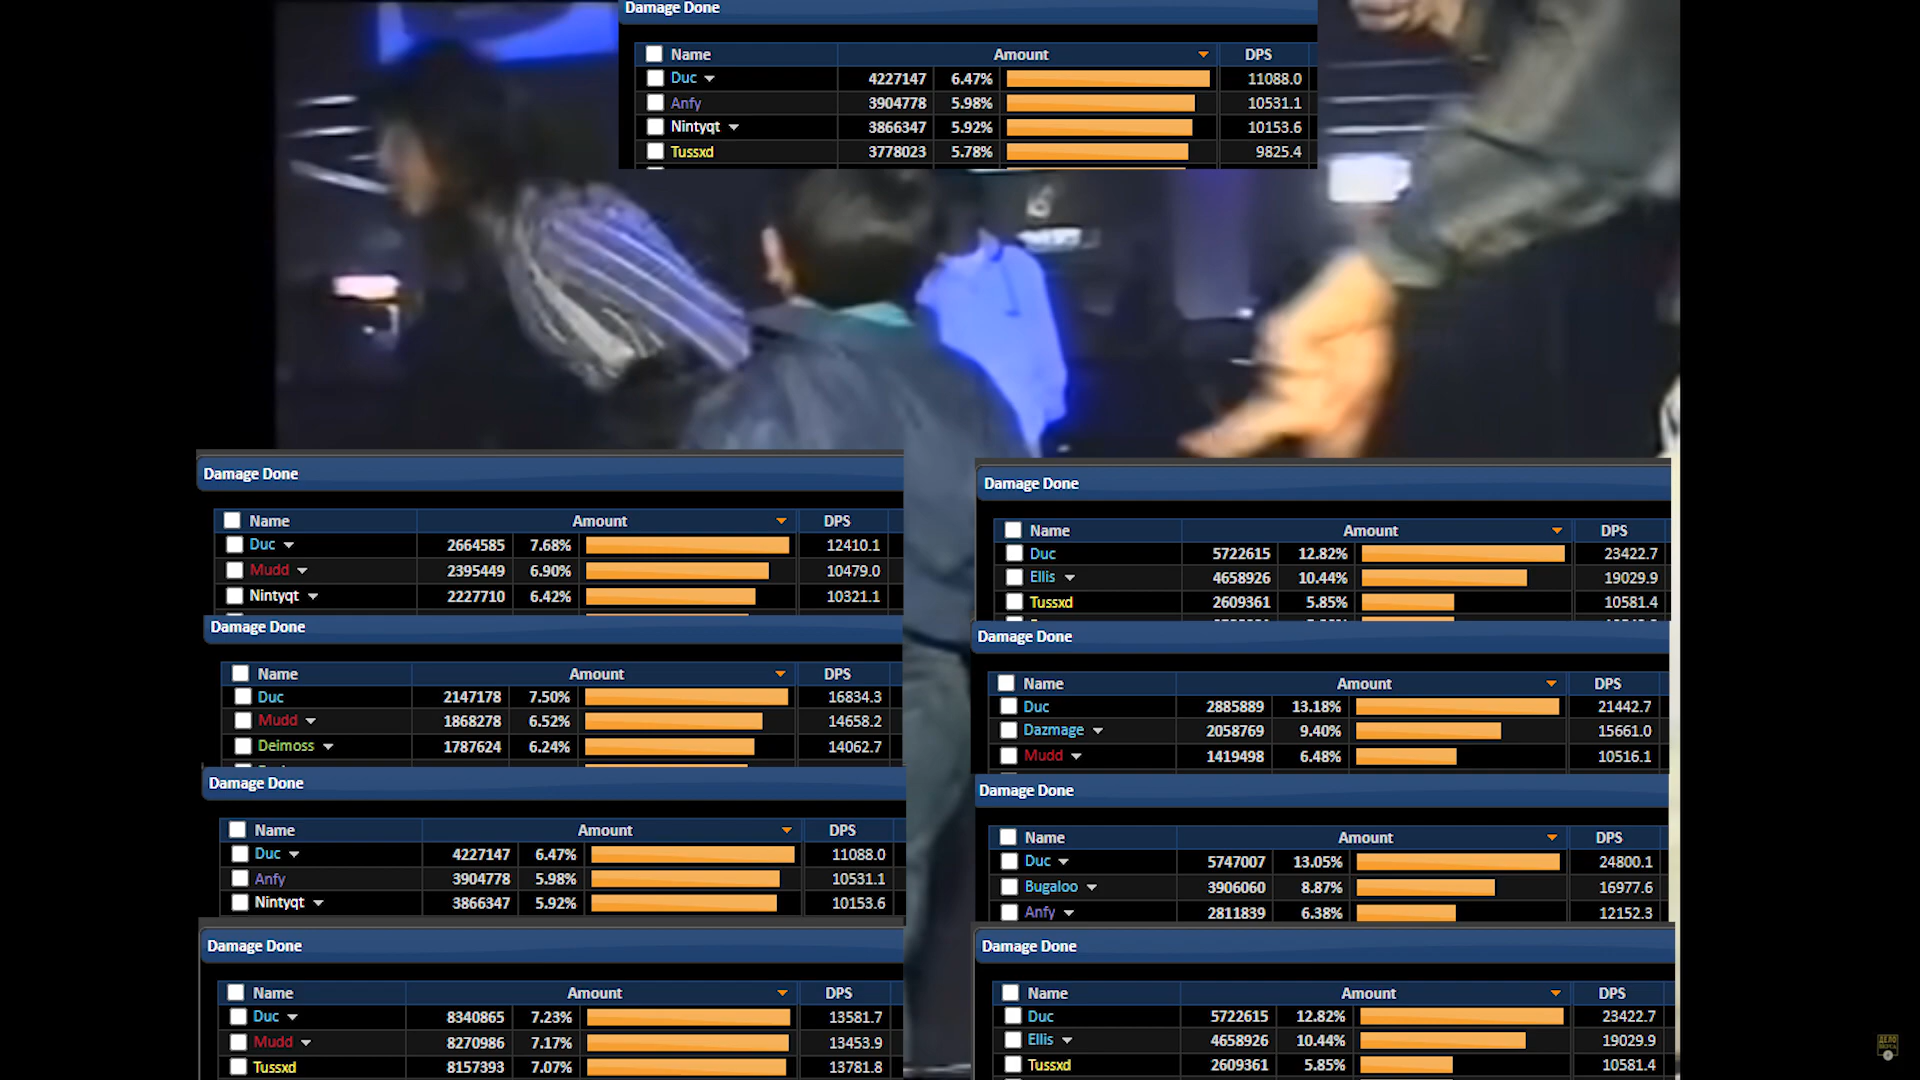 Damage Done
Name Amount DPS
Duc 4227147 6.47% 11088.0
Anfy 3904778 5.98% 10531.1
Nintyqt 3866347 5.92% 10153.6
Tussxd 3778023 5.78% 9825.4
Damage Done
Name Amount DPS
Duc 2664585 7.68% 12410.1
Mudd 2395449 6.90% 10479.0
Nintyqt 2227710 6.42% 10321.1
Damage Done
Name Amount DPS
Duc 2147178 7.50% 16834.3
Mudd 1868278 6.52% 14658.2
Deimoss 1787624 6.24% 14062.7
Damage Done
Name Amount DPS
Duc 4227147 6.47% 11088.0
Anfy 3904778 5.98% 10531.1
Nintyqt 3866347 5.92% 10153.6
Damage Done
Name Amount DPS
Duc 8340865 7.23% 13581.7
Mudd 8270986 7.17% 13453.9
Tussxd 8157393 7.07% 13781.8
Damage Done
Name Amount DPS
Duc 5722615 12.82% 23422.7
Ellis 4658926 10.44% 19029.9
Tussxd 2609361 5.85% 10581.4
Damage Done
Name Amount DPS
Duc 2885889 13.18% 21442.7
Dazmage 2058769 9.40% 15661.0
Mudd 1419498 6.48% 10516.1
Damage Done
Name Amount DPS
Duc 5747007 13.05% 24800.1
Bugaloo 3906060 8.87% 16977.6
Anfy 2811839 6.38% 12152.3
Damage Done
Name Amount DPS
Duc 5722615 12.82% 23422.7
Ellis 4658926 10.44% 19029.9
Tussxd 2609361 5.85% 10581.4